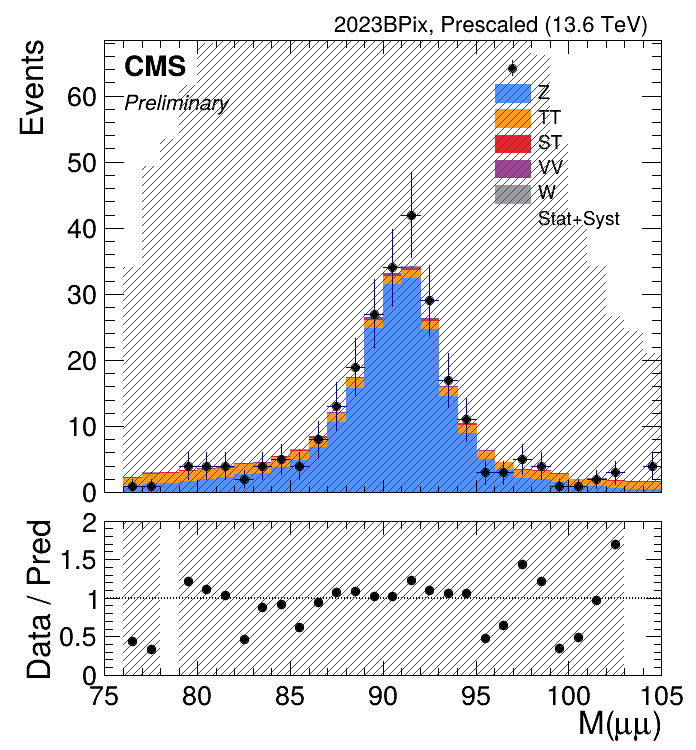 2023BPix, Prescaled (13.6 TeV)
CMS
Preliminary
Events
60
50
40
30
20
10
0
Z
TT
ST
VV
W
Stat+Syst
Data / Pred
2
1.5
1
0.5
0
75 80 85 90 95 100 105
M(μμ)